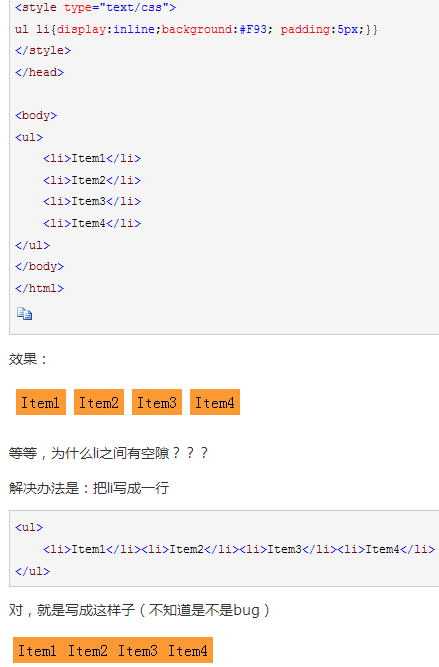 <style type="text/css">
ul li{display:inline;background:#F93; padding:5px;}}
</style>
</head>
<body>
<ul>
    <li>Item1</li>
    <li>Item2</li>
    <li>Item3</li>
    <li>Item4</li>
</ul>
</body>
</html>
效果：
Item1 Item2 Item3 Item4
等等，为什么li之间有空隙？？？
解决办法是：把li写成一行
<ul>
    <li>Item1</li><li>Item2</li><li>Item3</li><li>Item4</li>
</ul>
对，就是写成这样子（不知道是不是bug）
Item1 Item2 Item3 Item4